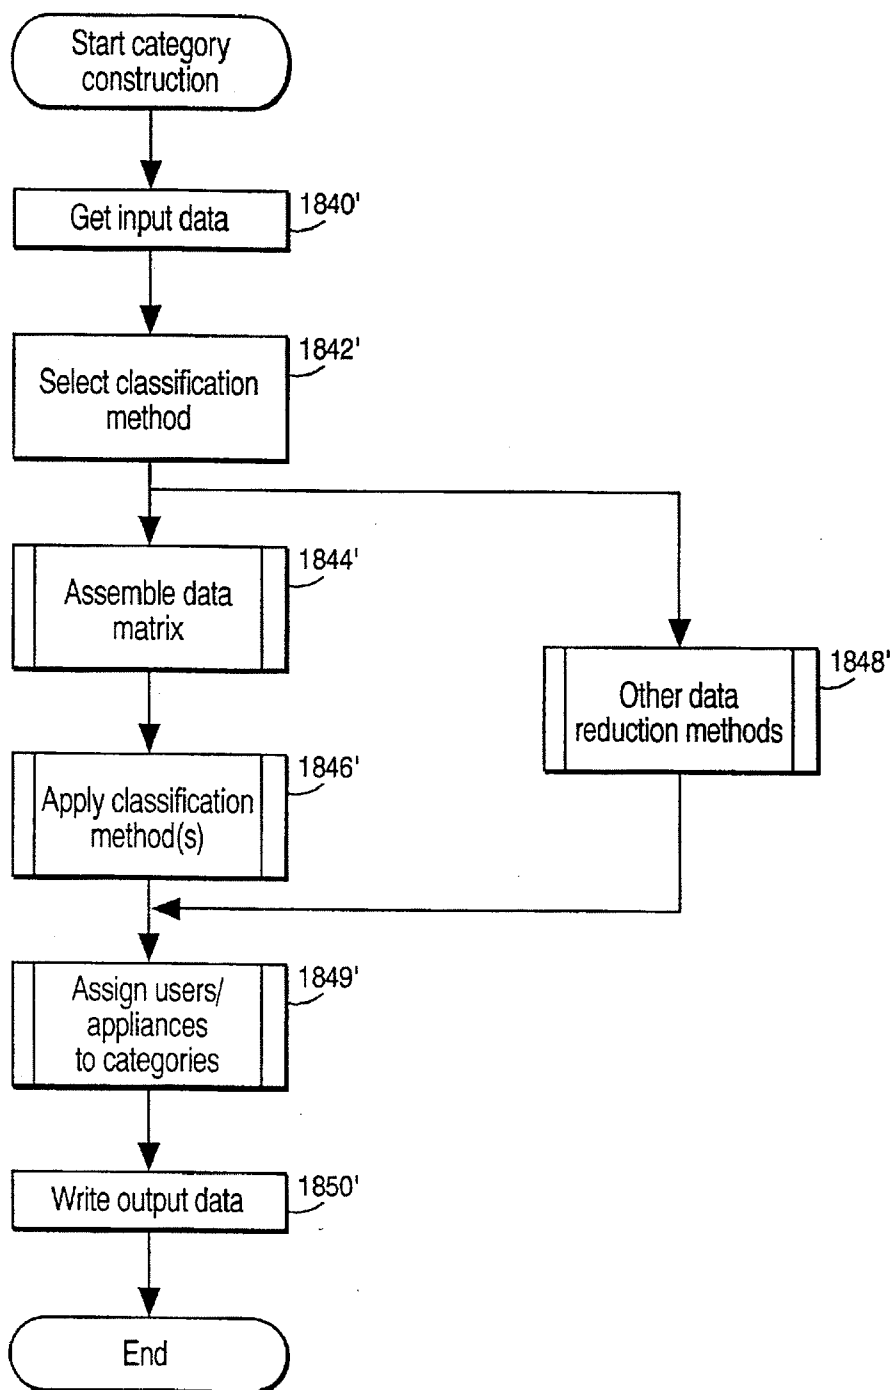 Start category
construction
Get input data
1840'
Select classification
method
1842'
Assemble data
matrix
1844'
Other data
reduction methods
1848'
Apply classification
method(s)
1846'
Assign users/
appliances
to categories
1849'
Write output data
1850'
End